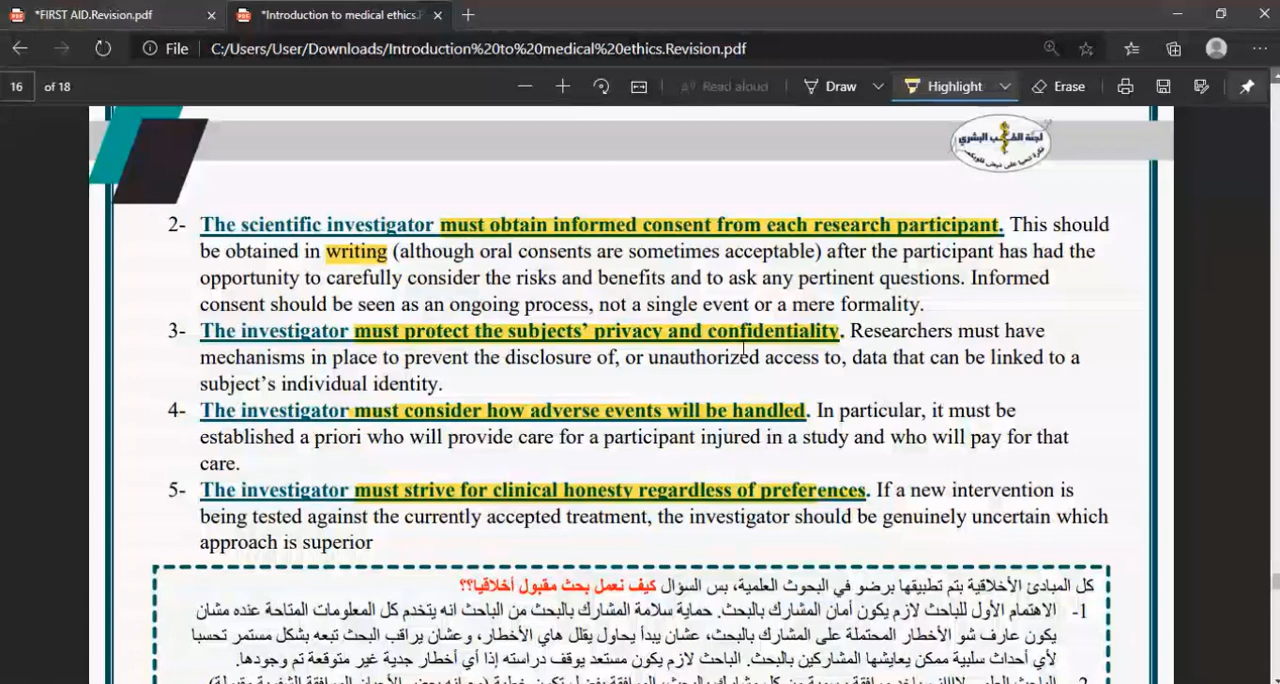 *FIRST AID.Revision.pdf
*Introduction to medical ethics.
File C:/Users/User/Downloads/Introduction%20to%20medical%20ethics.Revision.pdf
16 of 18 Read aloud Draw Highlight Erase
لجنة الطب البشري
2- The scientific investigator must obtain informed consent from each research participant. This should
be obtained in writing (although oral consents are sometimes acceptable) after the participant has had the
opportunity to carefully consider the risks and benefits and to ask any pertinent questions. Informed
consent should be seen as an ongoing process, not a single event or a mere formality.
3- The investigator must protect the subjects’ privacy and confidentiality. Researchers must have
mechanisms in place to prevent the disclosure of, or unauthorized access to, data that can be linked to a
subject’s individual identity.
4- The investigator must consider how adverse events will be handled. In particular, it must be
established a priori who will provide care for a participant injured in a study and who will pay for that
care.
5- The investigator must strive for clinical honesty regardless of preferences. If a new intervention is
being tested against the currently accepted treatment, the investigator should be genuinely uncertain which
approach is superior
كل المبادئ الأخلاقية بتم تطبيقها برضو في البحوث العلمية، بس السؤال كيف نعمل بحث مقبول أخلاقيا؟؟
1- الاهتمام الأول للباحث لازم يكون أمان المشارك بالبحث. حماية سلامة المشارك بالبحث من الباحث انه يتخدم كل المعلومات المتاحة عنده مشان
يكون عارف شو الأخطار المحتملة على المشارك بالبحث، عشان يبدأ يحاول يقلل هاي الأخطار، وعشان يراقب البحث تبعه بشكل مستمر تحسبا
لأي أحداث سلبية ممكن يعايشها المشاركين بالبحث. الباحث لازم يكون مستعد يوقف دراسته إذا أي أخطار جدية غير متوقعة تم وجودها.